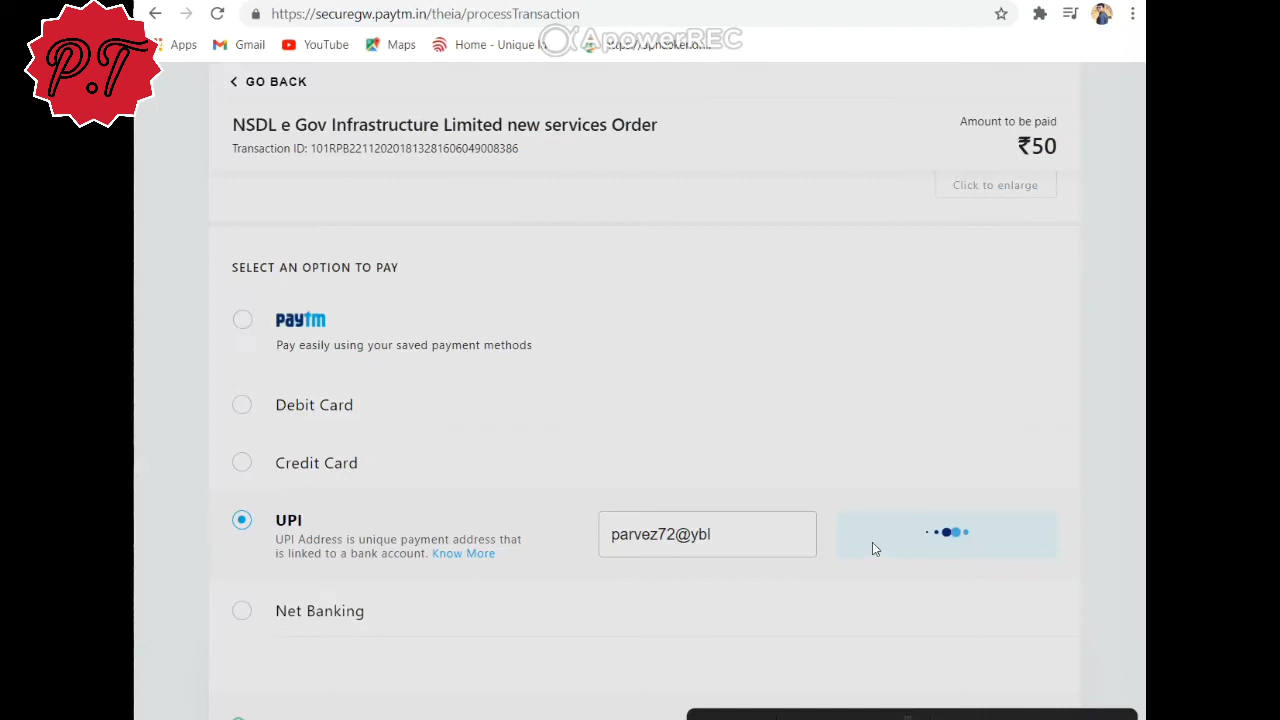 P.T
https://securegw.paytm.in/theia/processTransaction
Apps Gmail YouTube Maps Home - Unique
ApowerREC
GO BACK
NSDL e Gov Infrastructure Limited new services Order
Transaction ID: 101RPB221120201813281606049008386
Amount to be paid
₹50
Click to enlarge
SELECT AN OPTION TO PAY
paytm
Pay easily using your saved payment methods
Debit Card
Credit Card
UPI
UPI Address is unique payment address that
is linked to a bank account. Know More
parvez72@ybl
Net Banking